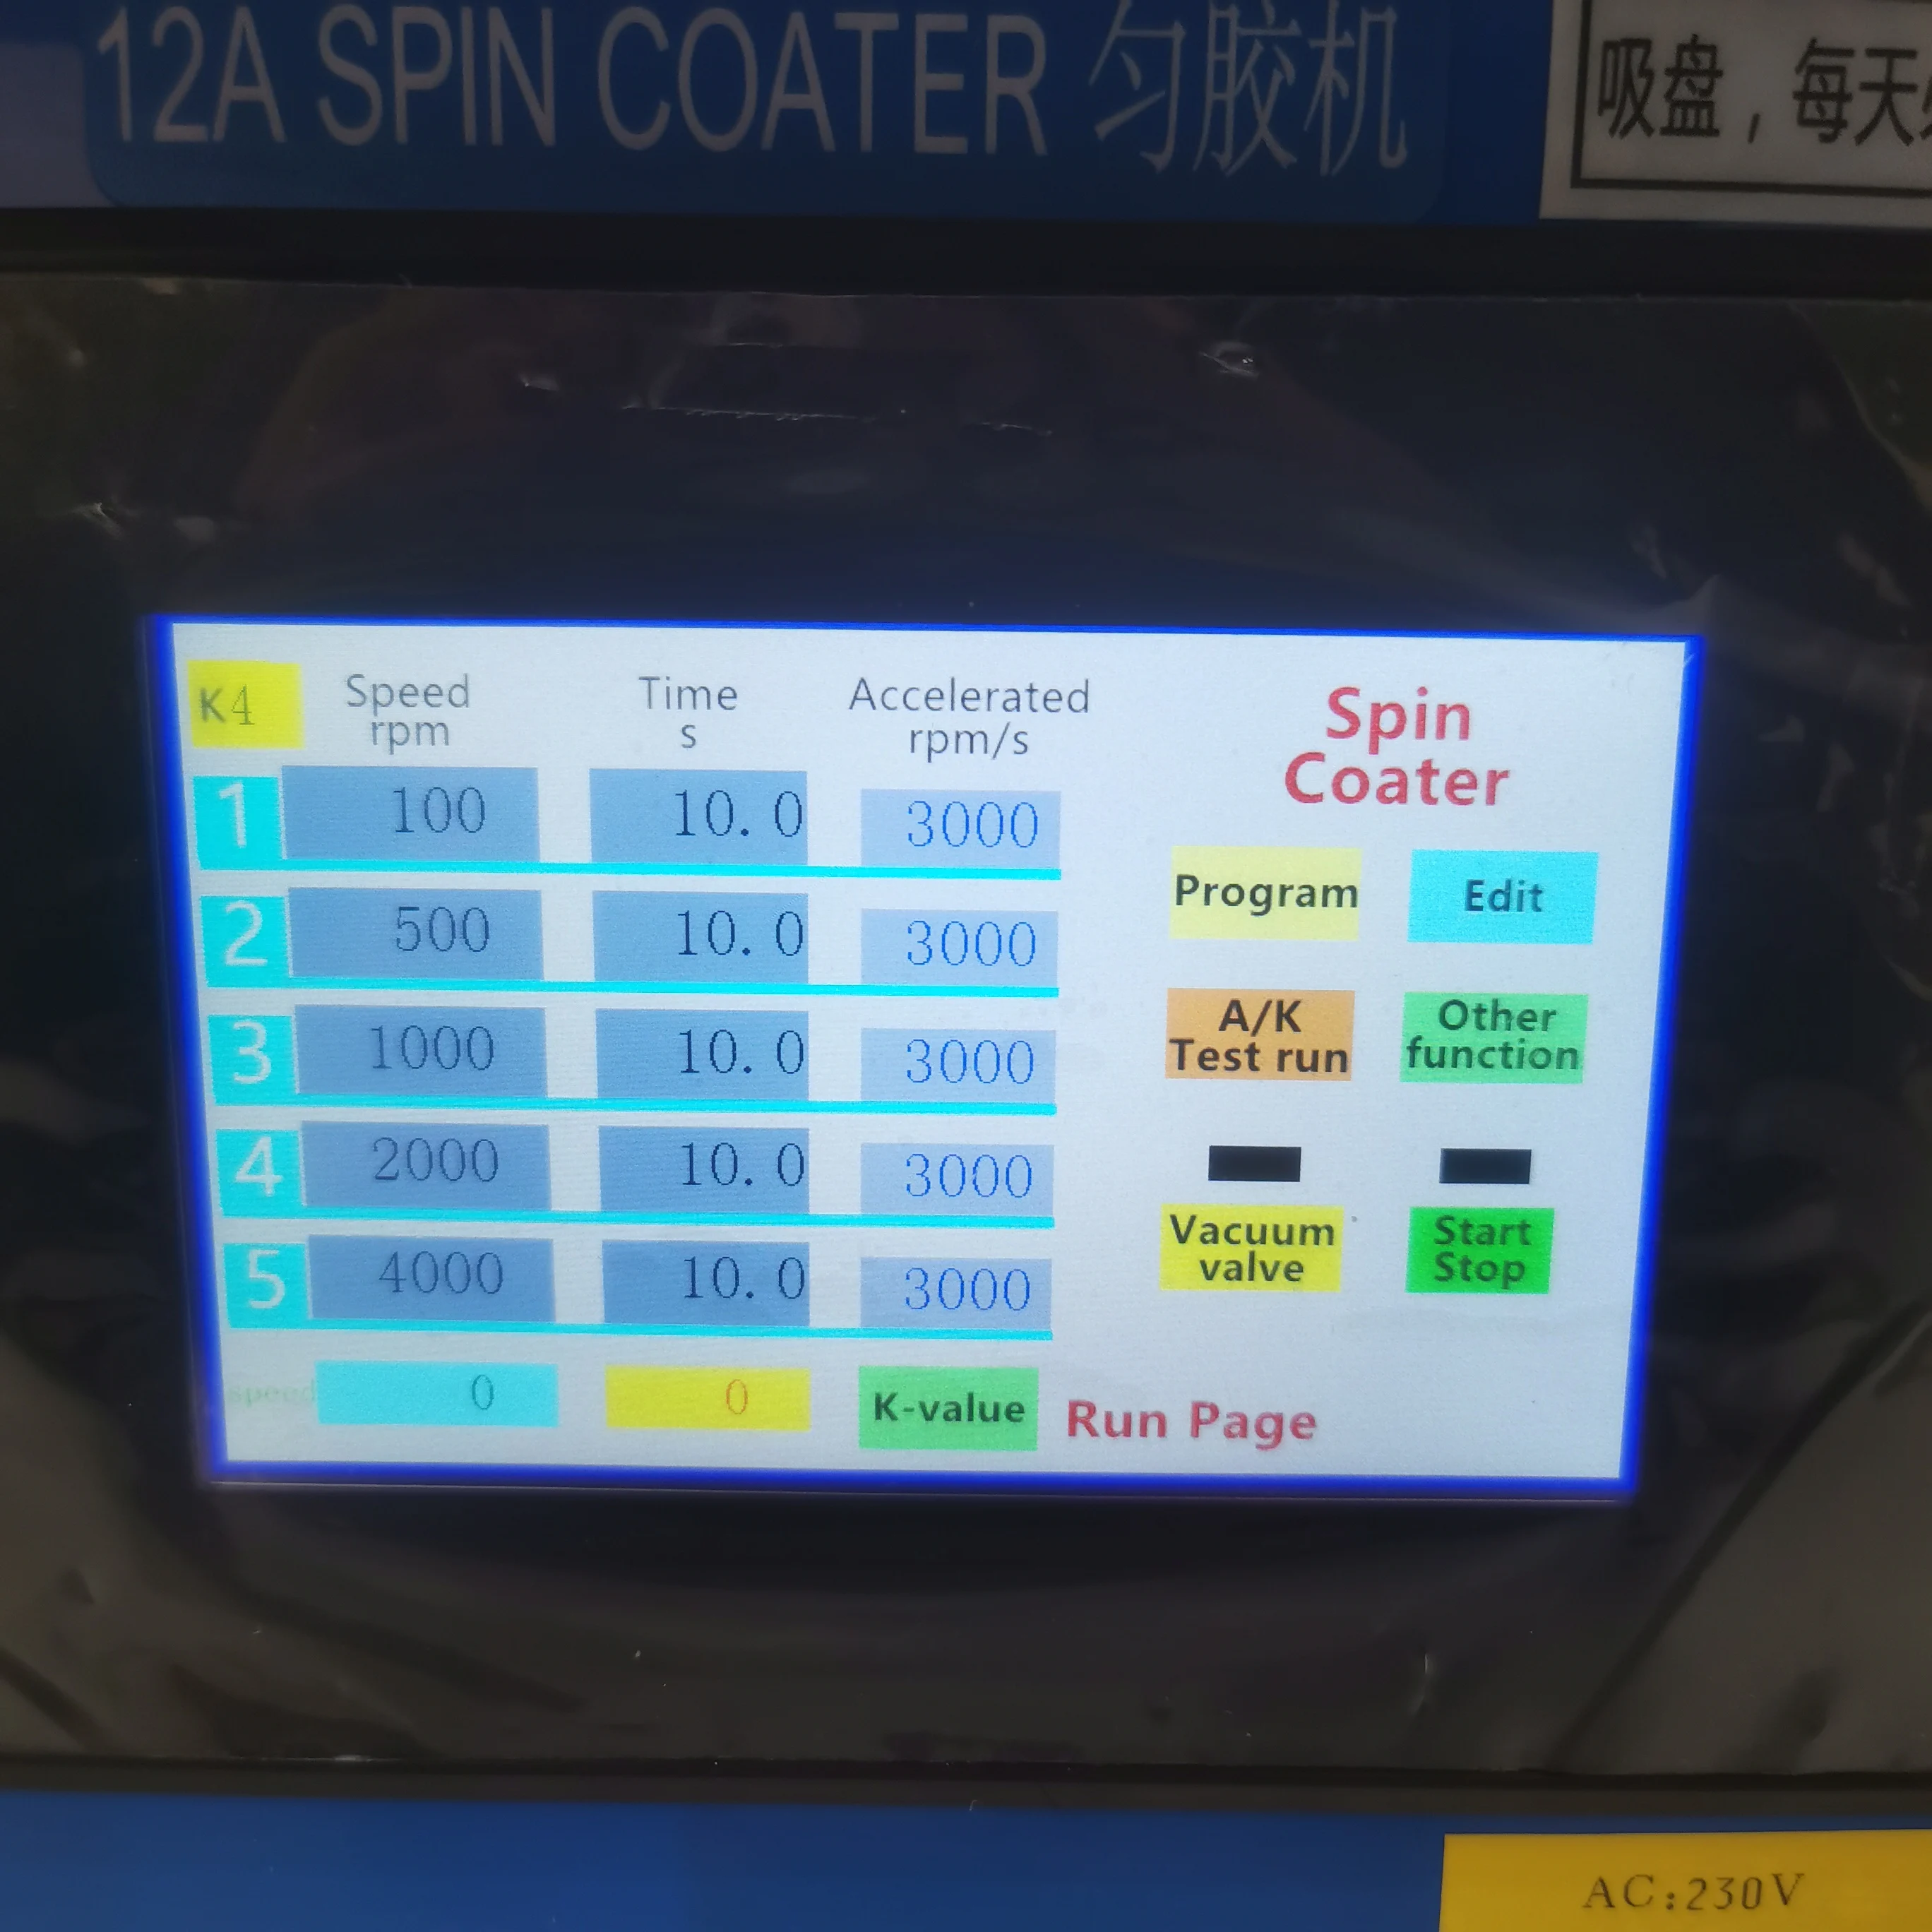 12A SPIN COATER 匀胶机
吸盘，每天
K4
Speed
rpm
Time
s
Accelerated
rpm/s
1 100 10.0 3000
2 500 10.0 3000
3 1000 10.0 3000
4 2000 10.0 3000
5 4000 10.0 3000
speed 0 0 K-value
Run Page
Spin
Coater
Program
Edit
A/K
Test run
Other
function
Vacuum
valve
Start
Stop
AC:230V